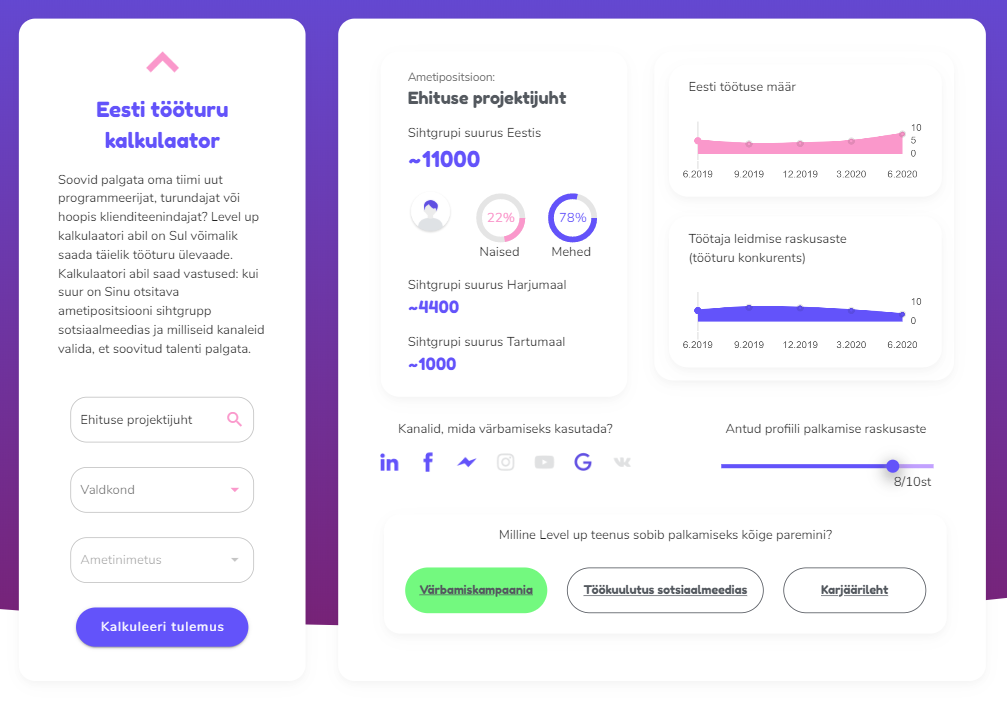 Eesti tööturu
kalkulaator
Soovid palgata oma tiimi uut
programmeerijat, turundajat või
hoopis klienditeenindajat? Level up
kalkulaatori abil on Sul võimalik
saada täielik tööturu ülevaade.
Kalkulaatori abil saad vastused: kui
suur on Sinu otsitava
ametipositsiooni sihtgrupp
sotsiaalmeedias ja milliseid kanaleid
valida, et soovitud talenti palgata.
Ehituse projektijuht
Valdkond
Ametinimetus
Kalkuleeri tulemus
Ametipositsioon:
Ehituse projektijuht
Sihtgrupi suurus Eestis
~11000
22%
78%
Naised
Mehed
Sihtgrupi suurus Harjumaal
~4400
Sihtgrupi suurus Tartumaal
~1000
Eesti töötuse määr
10
5
0
6.2019 9.2019 12.2019 3.2020 6.2020
Töötaja leidmise raskusaste
(tööturu konkurents)
10
0
6.2019 9.2019 12.2019 3.2020 6.2020
Kanalid, mida värbamiseks kasutada?
Antud profiili palkamise raskusaste
8/10st
Milline Level up teenus sobib palkamiseks kõige paremini?
Värbamiskampaania
Töökuulutus sotsiaalmeedias
Karjäärileht